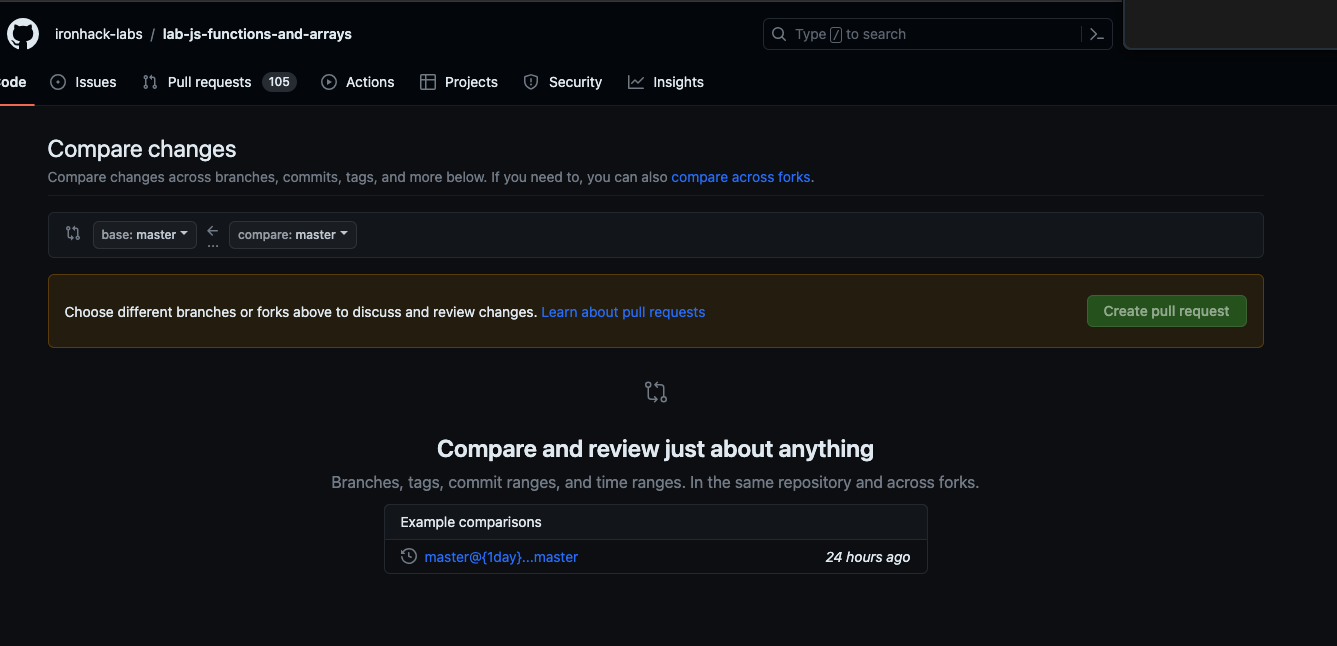 ironhack-labs / lab-js-functions-and-arrays
Type / to search
ode Issues Pull requests 105 Actions Projects Security Insights
Compare changes
Compare changes across branches, commits, tags, and more below. If you need to, you can also compare across forks.
base: master ← ... compare: master
Choose different branches or forks above to discuss and review changes. Learn about pull requests
Create pull request
Compare and review just about anything
Branches, tags, commit ranges, and time ranges. In the same repository and across forks.
Example comparisons
master@{1day}...master 24 hours ago